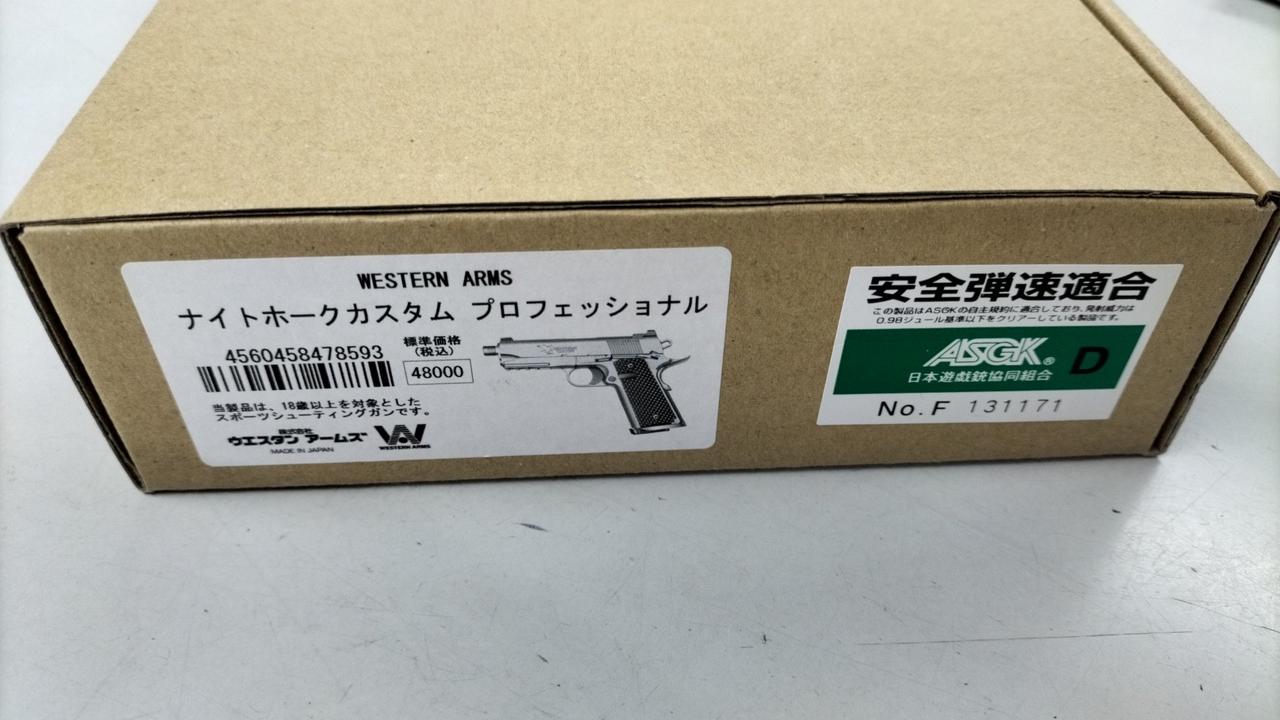 WESTERN ARMS
ナイトホークカスタム プロフェッショナル
4560458478593
標準価格
(税込)
48000
当製品は、18歳以上を対象とした
スポーツシューティングガンです。
株式会社
ウエスタン アームズ
MADE IN JAPAN
WA
WESTERN ARMS
安全弾速適合
この製品はASGKの自主規約に適合しており、発射威力は
0.98ジュール基準以下をクリアーしている製品です。
ASGK® D
日本遊戯銃協同組合
No. F 131171